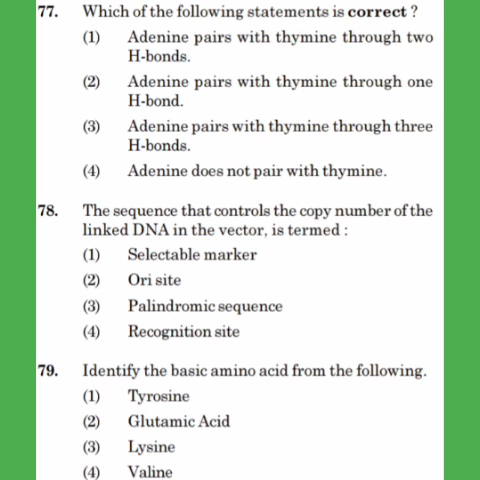 77. Which of the following statements is correct ?
(1) Adenine pairs with thymine through two
H-bonds.
(2) Adenine pairs with thymine through one
H-bond.
(3) Adenine pairs with thymine through three
H-bonds.
(4) Adenine does not pair with thymine.
78. The sequence that controls the copy number of the
linked DNA in the vector, is termed :
(1) Selectable marker
(2) Ori site
(3) Palindromic sequence
(4) Recognition site
79. Identify the basic amino acid from the following.
(1) Tyrosine
(2) Glutamic Acid
(3) Lysine
(4) Valine